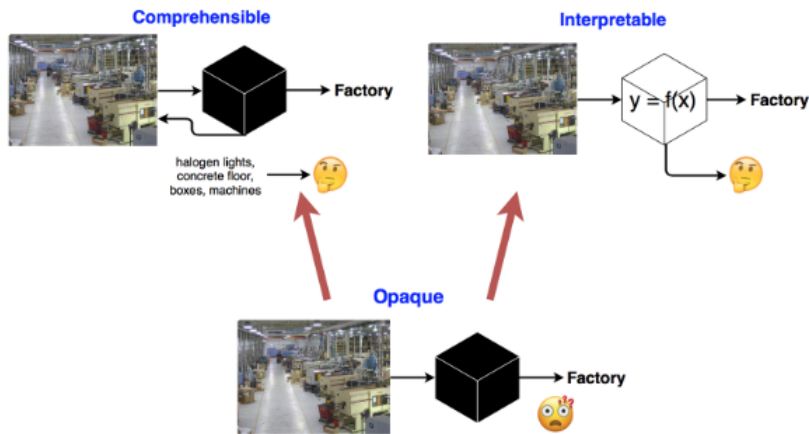 Comprehensible
Interpretable
Factory
y = f(x)
Factory
halogen lights,
concrete floor,
boxes, machines
Opaque
Factory